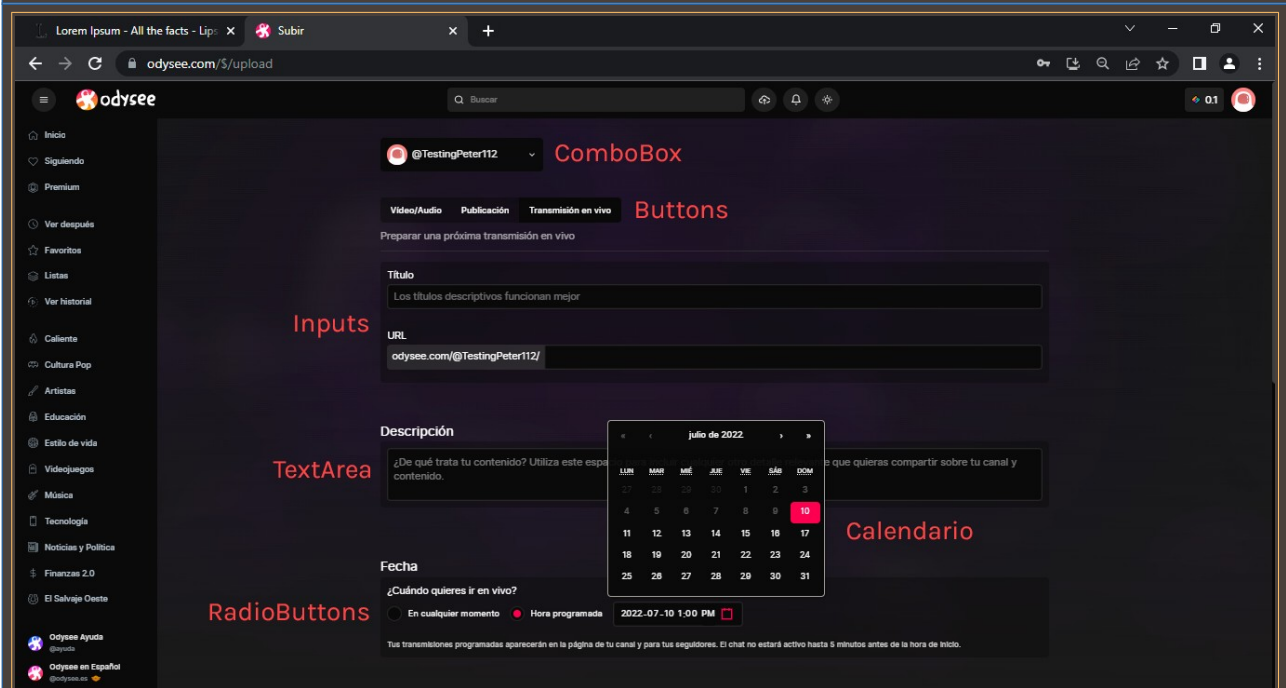 Lorem Ipsum - All the facts - Lips
Subir
odysee.com/$/upload
odysee
Buscar
0.1
Inicio
Siguiendo
Premium
Ver después
Favoritos
Listas
Ver historial
Caliente
Cultura Pop
Artistas
Educación
Estilo de vida
Videojuegos
Música
Tecnología
Noticias y Política
Finanzas 2.0
El Salvaje Oeste
Odysee Ayuda
@ayuda
Odysee en Español
@odysee.es
@TestingPeter112
ComboBox
Vídeo/Audio Publicación Transmisión en vivo
Buttons
Preparar una próxima transmisión en vivo
Título
Los títulos descriptivos funcionan mejor
Inputs
URL
odysee.com/@TestingPeter112/
Descripción
TextArea
¿De qué trata tu contenido? Utiliza este espa
e que quieras compartir sobre tu canal y
contenido.
« ‹ julio de 2022 › »
LUN MAR MIÉ JUE VIE SÁB DOM
27 28 29 30 1 2 3
4 5 6 7 8 9 10
11 12 13 14 15 16 17
18 19 20 21 22 23 24
25 26 27 28 29 30 31
Calendario
Fecha
¿Cuándo quieres ir en vivo?
RadioButtons
En cualquier momento Hora programada 2022-07-10 1:00 PM
Tus transmisiones programadas aparecerán en la página de tu canal y para tus seguidores. El chat no estará activo hasta 5 minutos antes de la hora de inicio.